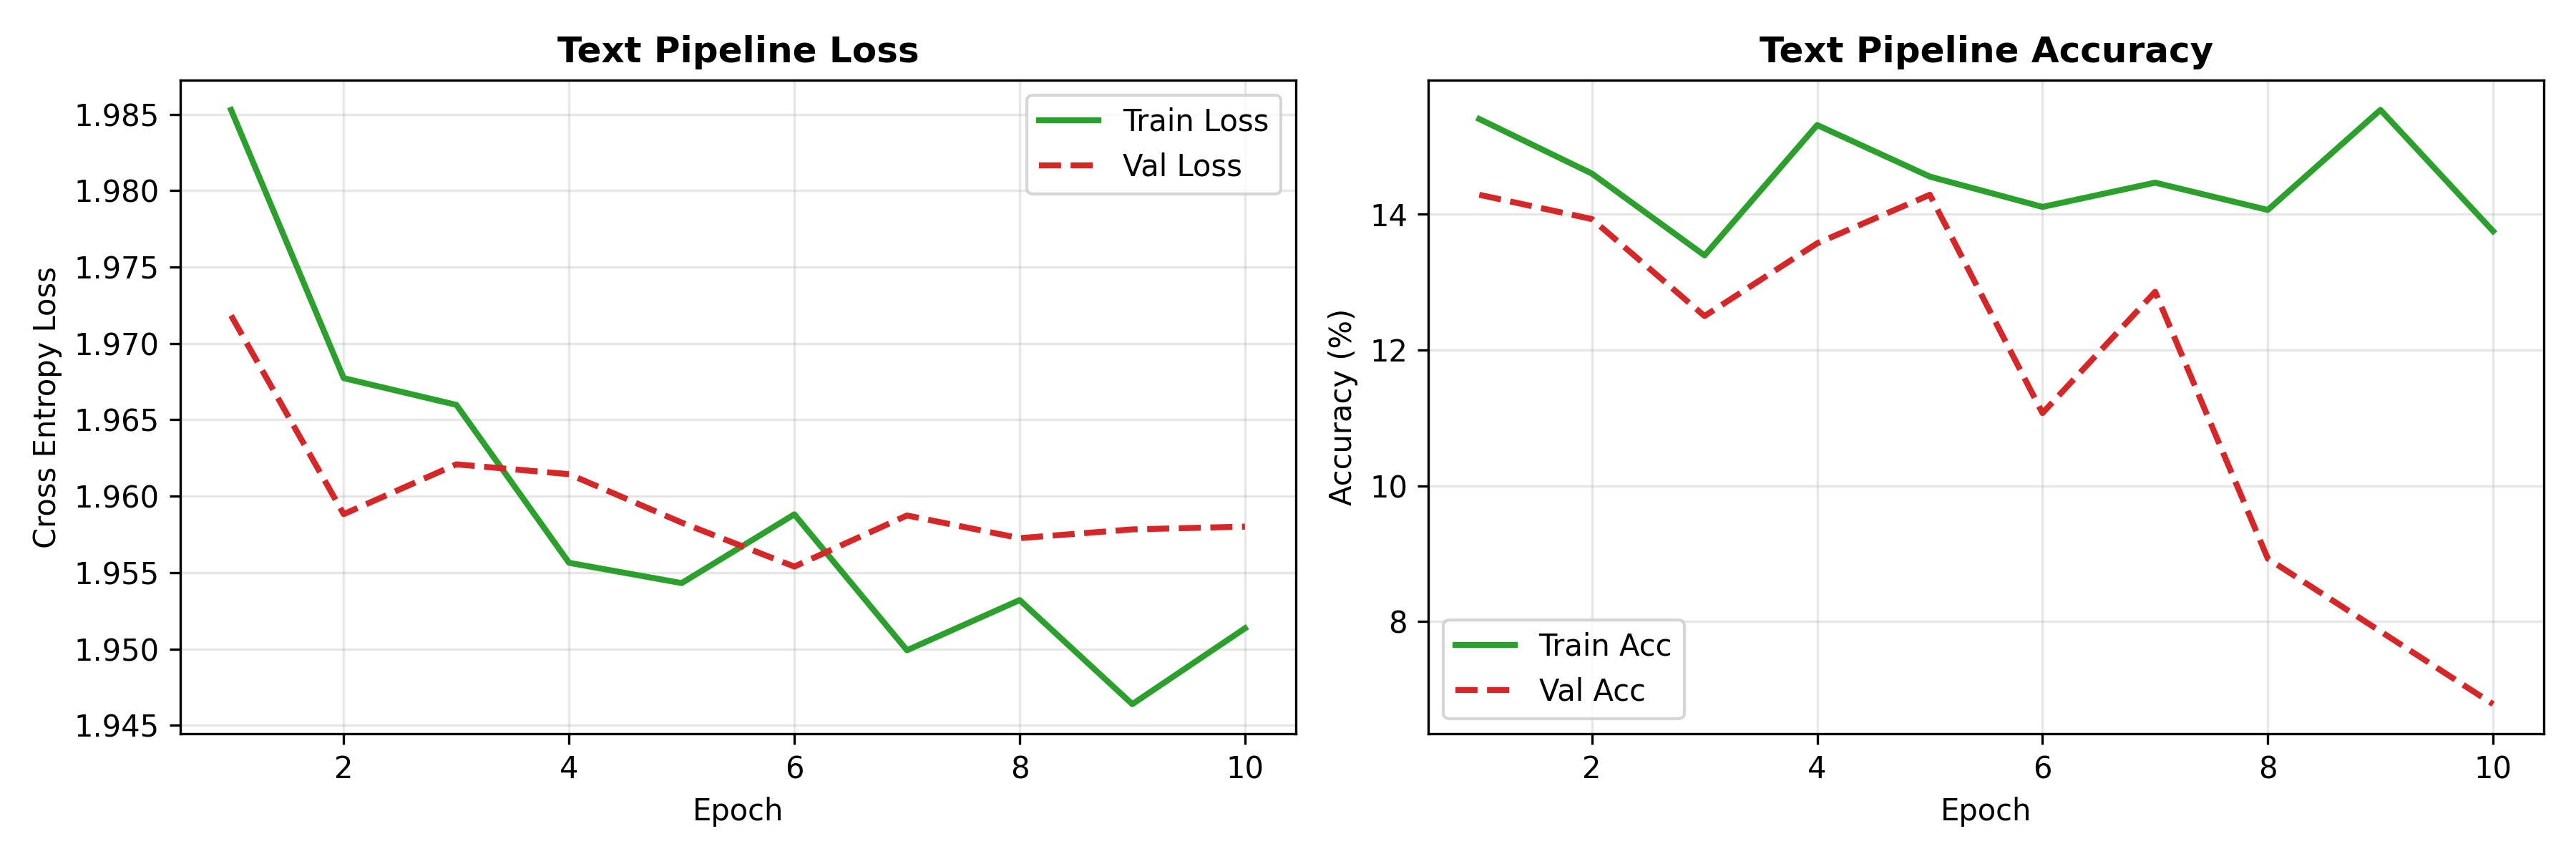 Text Pipeline Loss
1.985
1.980
1.975
1.970
1.965
1.960
1.955
1.950
1.945
Cross Entropy Loss
Train Loss
Val Loss
2
4
6
8
10
Epoch
Text Pipeline Accuracy
14
12
10
8
Accuracy (%)
Train Acc
Val Acc
2
4
6
8
10
Epoch